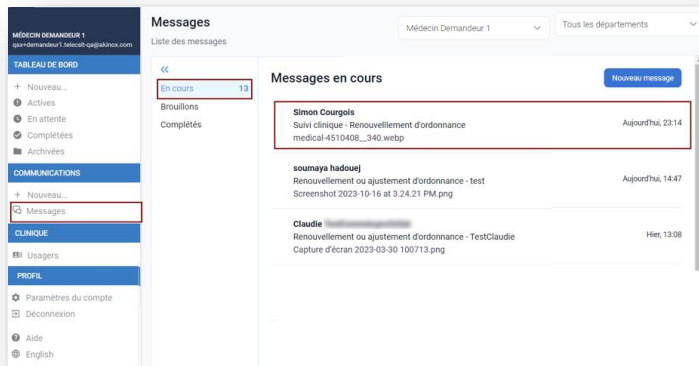 MÉDECIN DEMANDEUR 1
qax+demandeur1.telecslt-qa@akinox.com
TABLEAU DE BORD
+ Nouveau...
Actives
En attente
Complétées
Archivées
COMMUNICATIONS
+ Nouveau...
Messages
CLINIQUE
Usagers
PROFIL
Paramètres du compte
Déconnexion
Aide
English
Messages
Liste des messages
Médecin Demandeur 1
Tous les départements
«
En cours 13
Brouillons
Complétés
Messages en cours
Nouveau message
Simon Courgois
Suivi clinique - Renouvelllement d'ordonnance
medical-4510408__340.webp
Aujourd'hui, 23:14
soumaya hadouej
Renouvellement ou ajustement d'ordonnance - test
Screenshot 2023-10-16 at 3.24.21 PM.png
Aujourd'hui, 14:47
Claudie
Renouvellement ou ajustement d'ordonnance - TestClaudie
Capture d'écran 2023-03-30 100713.png
Hier, 13:08